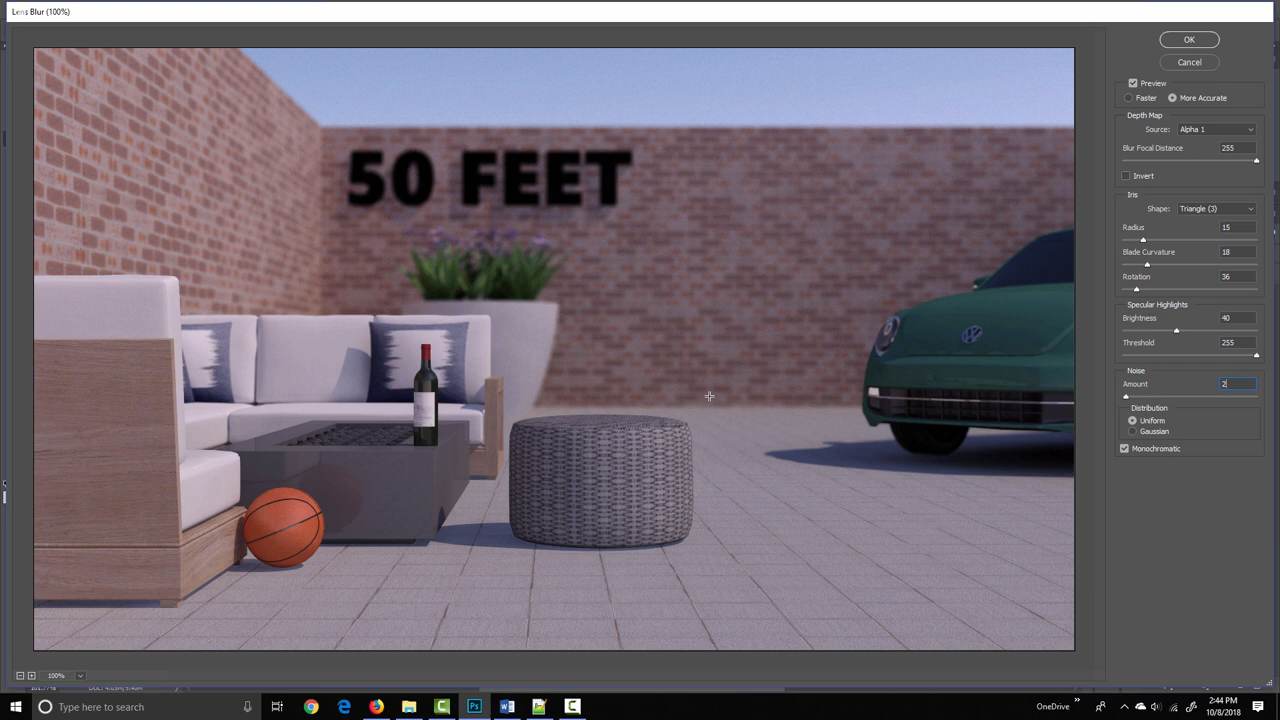 Lens Blur (100%)
OK
Cancel
Preview
Faster
More Accurate
Depth Map
Source: Alpha 1
Blur Focal Distance 255
Invert
Iris
Shape: Triangle (3)
Radius 15
Blade Curvature 18
Rotation 36
Specular Highlights
Brightness 40
Threshold 255
Noise
Amount 2
Distribution
Uniform
Gaussian
Monochromatic
50 FEET
100%
Type here to search
OneDrive
2:44 PM
10/8/2018